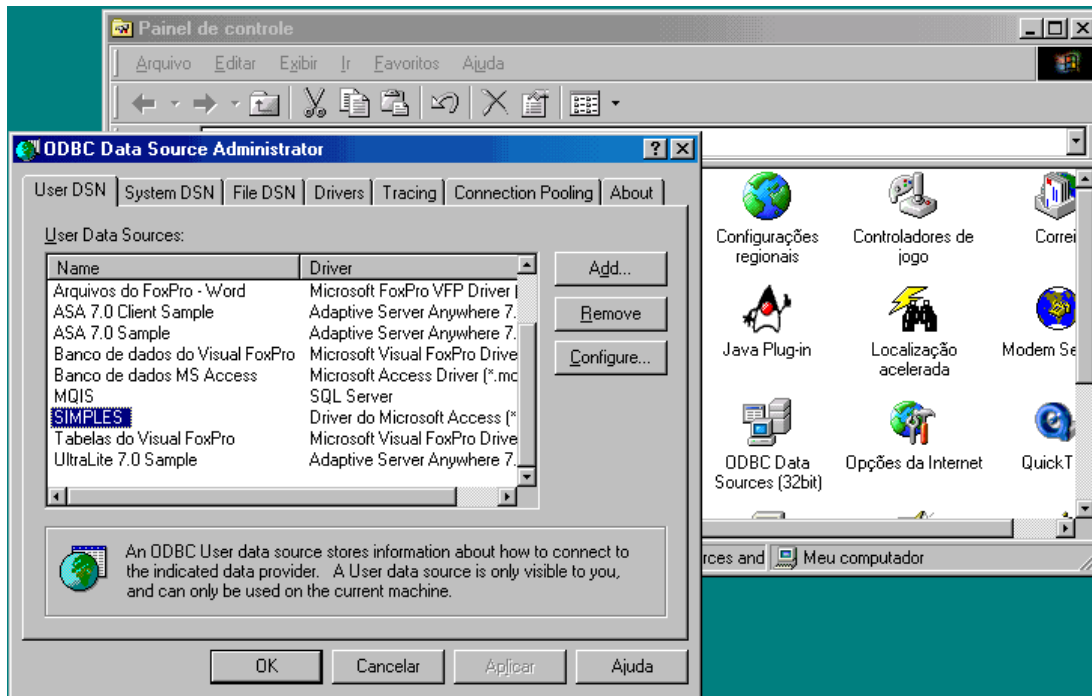 Painel de controle
Arquivo Editar Exibir Ir Favoritos Ajuda
ODBC Data Source Administrator
User DSN System DSN File DSN Drivers Tracing Connection Pooling About
User Data Sources:
Name Driver
Arquivos do FoxPro - Word Microsoft FoxPro VFP Driver (
ASA 7.0 Client Sample Adaptive Server Anywhere 7.
ASA 7.0 Sample Adaptive Server Anywhere 7.
Banco de dados do Visual FoxPro Microsoft Visual FoxPro Drive
Banco de dados MS Access Microsoft Access Driver (*.mc
MQIS SQL Server
SIMPLES Driver do Microsoft Access (*
Tabelas do Visual FoxPro Microsoft Visual FoxPro Drive
UltraLite 7.0 Sample Adaptive Server Anywhere 7.
Add...
Remove
Configure...
An ODBC User data source stores information about how to connect to
the indicated data provider. A User data source is only visible to you,
and can only be used on the current machine.
OK Cancelar Aplicar Ajuda
Configurações
regionais
Controladores de
jogo
Correi
Java Plug-in
Localização
acelerada
Modem Se
ODBC Data
Sources (32bit)
Opções da Internet
QuickT
rces and Meu computador